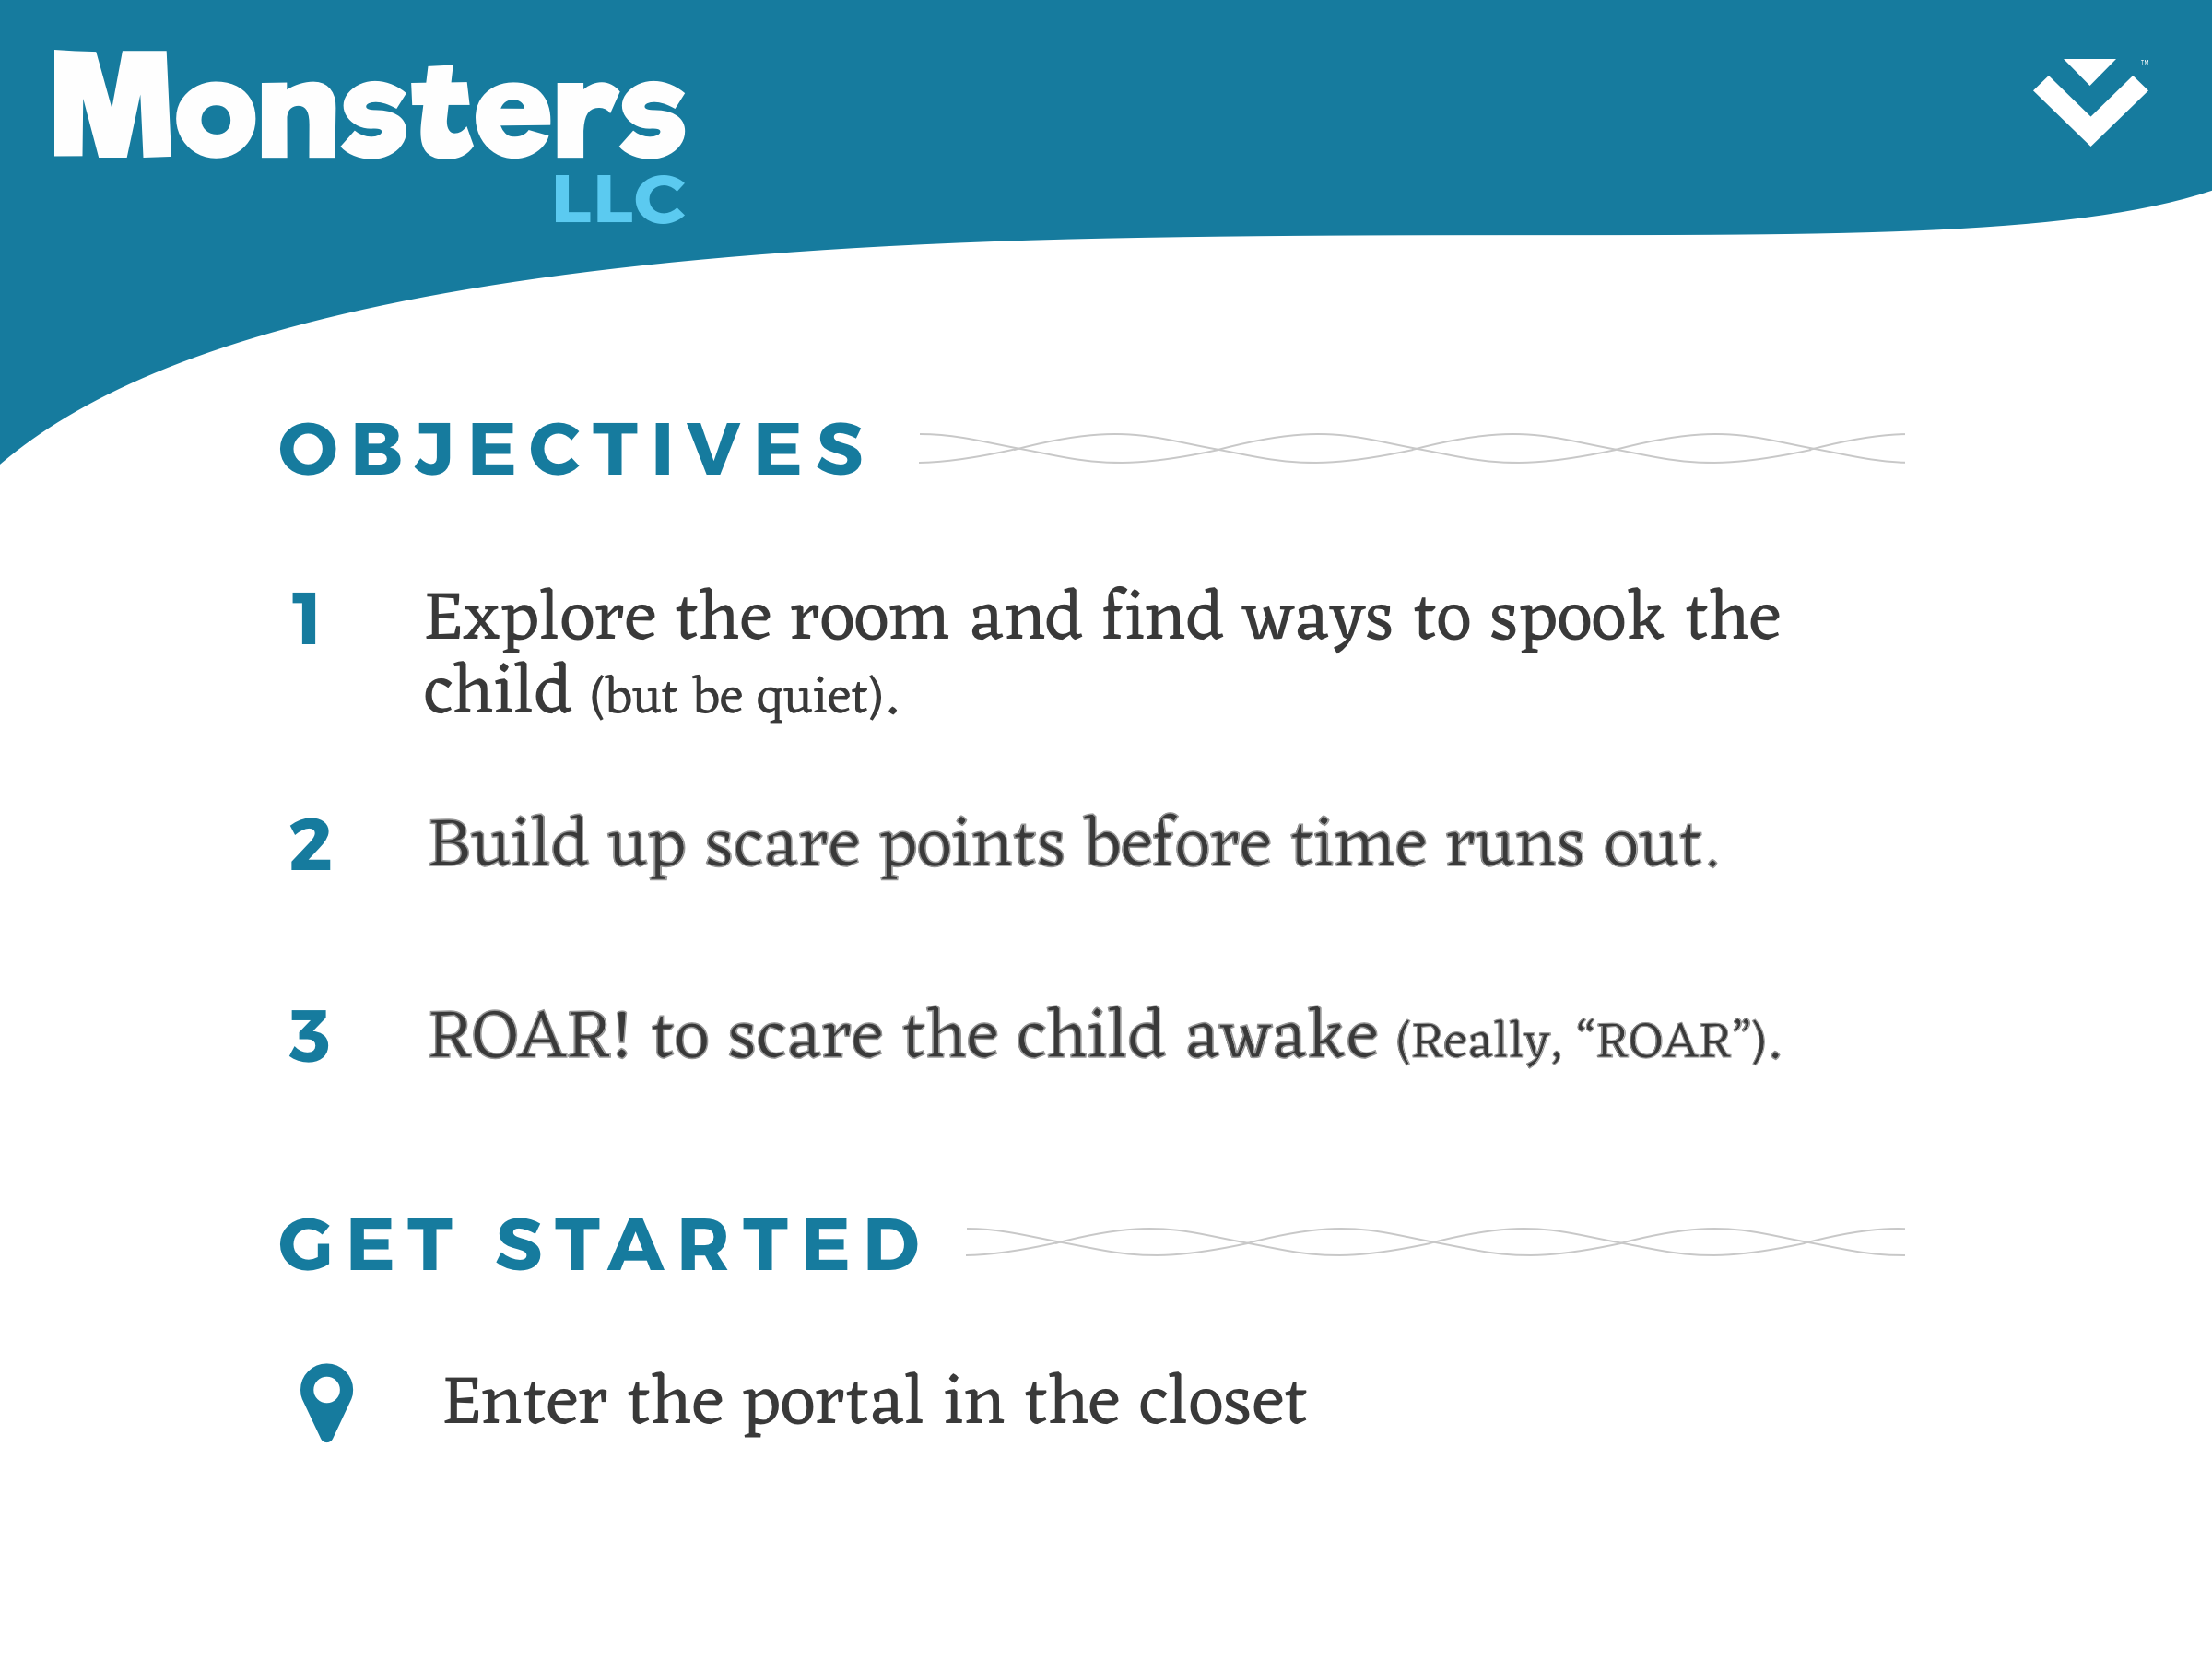 Monsters
LLC
TM
OBJECTIVES
1 Explore the room and find ways to spook the
child (but be quiet).
2 Build up scare points before time runs out.
3 ROAR! to scare the child awake (Really, “ROAR”).
GET STARTED
Enter the portal in the closet